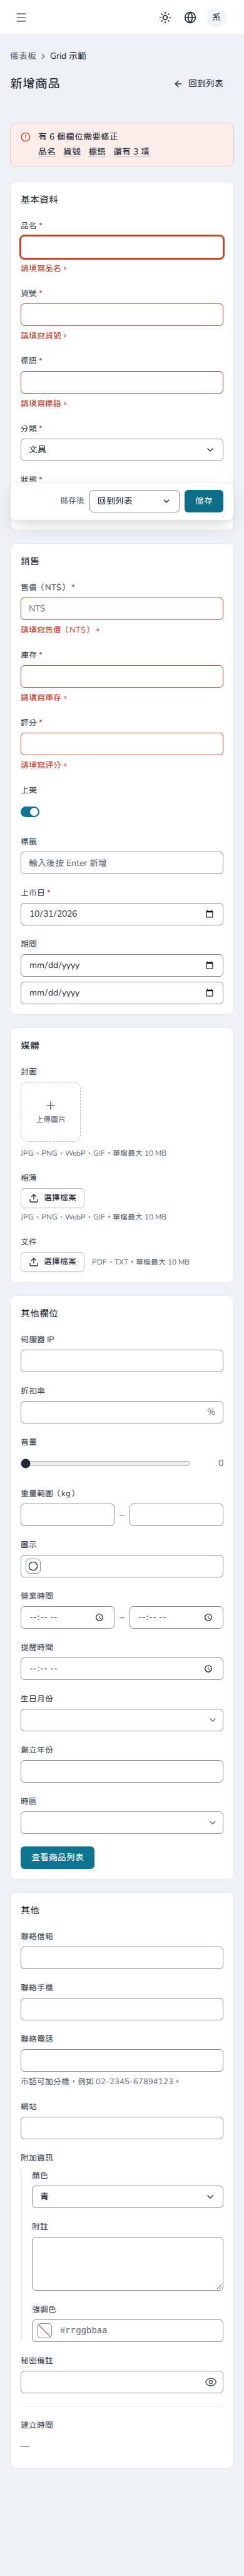 系
儀表板 > Grid 示範
新增商品
← 回到列表
有 6 個欄位需要修正
品名 貨號 標語 還有 3 項
基本資料
品名 *
請填寫品名。
貨號 *
請填寫貨號。
標語 *
請填寫標語。
分類 *
文具
狀態 *
儲存後 回到列表 儲存
銷售
售價（NT$） *
NT$
請填寫售價（NT$）。
庫存 *
請填寫庫存。
評分 *
請填寫評分。
上架
標籤
輸入後按 Enter 新增
上市日 *
10/31/2026
期間
mm/dd/yyyy
mm/dd/yyyy
媒體
封面
上傳圖片
JPG、PNG、WebP、GIF，單檔最大 10 MB
相簿
選擇檔案
JPG、PNG、WebP、GIF，單檔最大 10 MB
文件
選擇檔案 PDF、TXT，單檔最大 10 MB
其他欄位
伺服器 IP
折扣率
%
音量
0
重量範圍（kg）
–
圖示
營業時間
--:-- -- – --:-- --
提醒時間
--:-- --
生日月份
創立年份
時區
查看商品列表
其他
聯絡信箱
聯絡手機
聯絡電話
市話可加分機，例如 02-2345-6789#123。
網站
附加資訊
顏色
青
附註
強調色
#rrggbbaa
秘密備註
建立時間
—